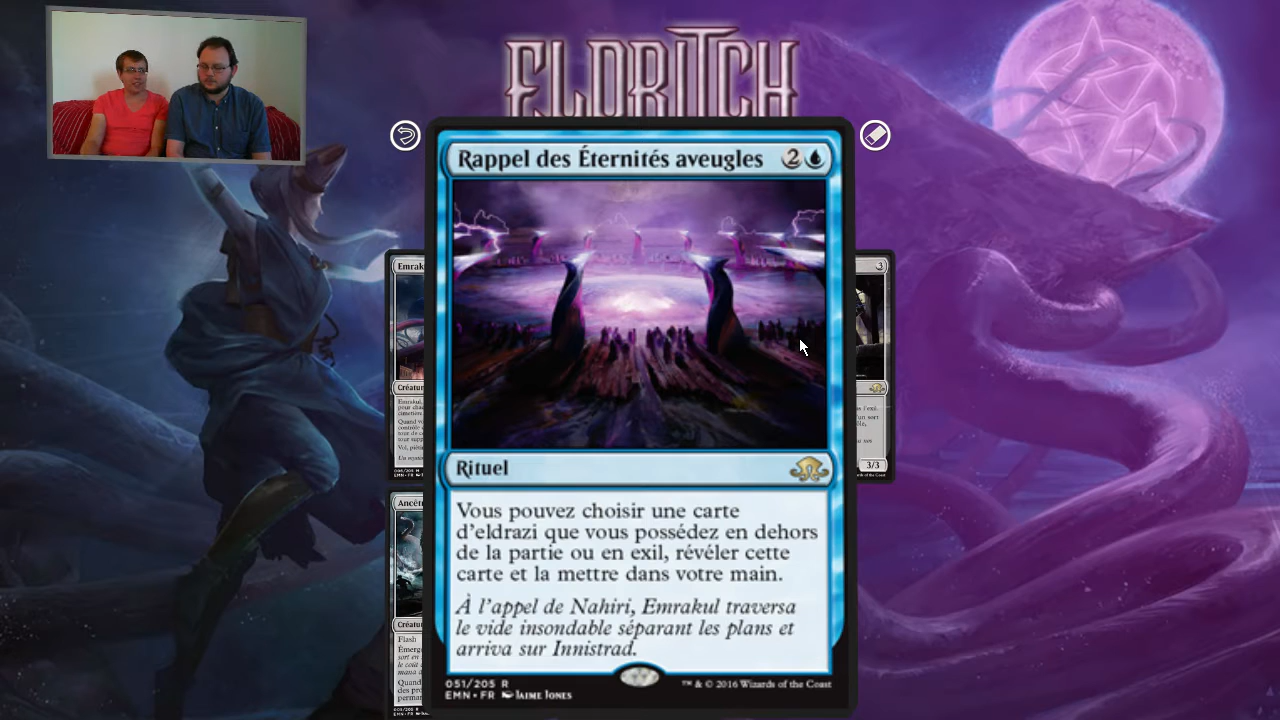 ELDRITCH
Rappel des Éternités aveugles 2
Emrak
3
Rituel
Créatur
Vous pouvez choisir une carte
d'eldrazi que vous possédez en dehors
de la partie ou en exil, révéler cette
carte et la mettre dans votre main.
À l'appel de Nahiri, Emrakul traversa
le vide insondable séparant les plans et
arriva sur Innistrad.
051/205 R
EMN • FR Jaime Jones
™ & © 2016 Wizards of the Coast
3/3
Ancêt
Créatu
Flash